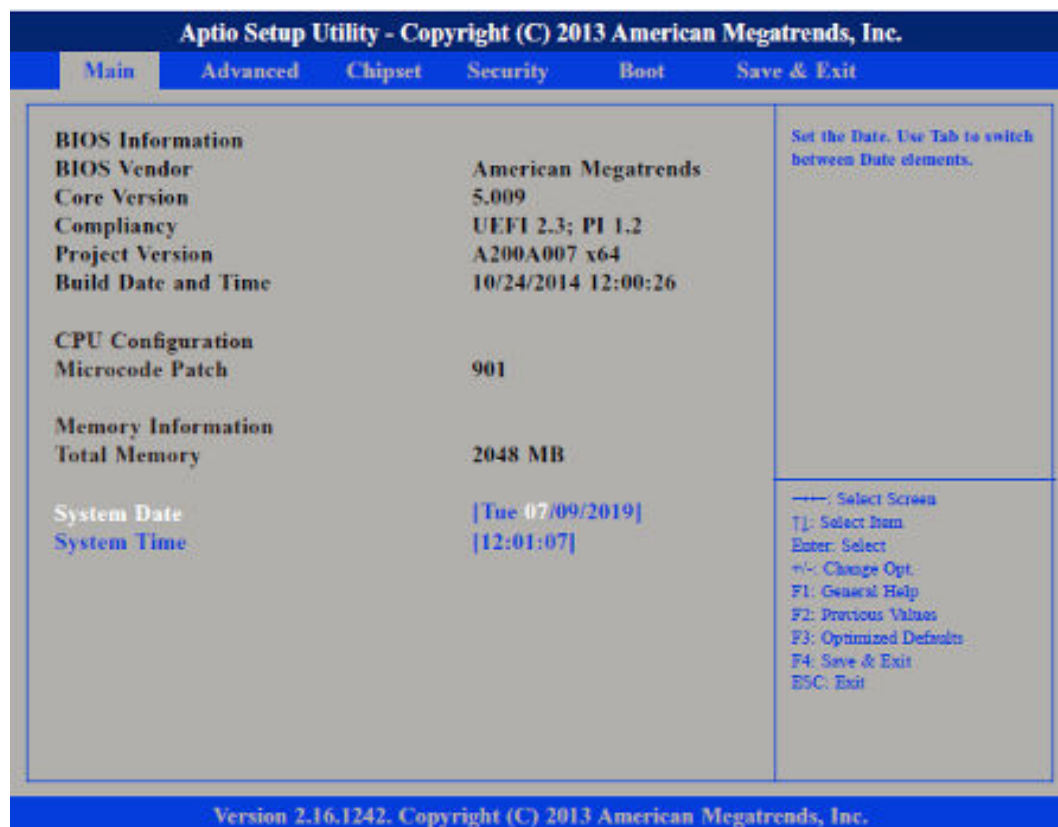 Aptio Setup Utility - Copyright (C) 2013 American Megatrends, Inc.
Main Advanced Chipset Security Boot Save & Exit
BIOS Information
BIOS Vendor American Megatrends
Core Version 5.009
Compliancy UEFI 2.3; PI 1.2
Project Version A200A007 x64
Build Date and Time 10/24/2014 12:00:26
CPU Configuration
Microcode Patch 901
Memory Information
Total Memory 2048 MB
System Date [Tue 07/09/2019]
System Time [12:01:07]
Set the Date. Use Tab to switch
between Date elements.
→←: Select Screen
↑↓: Select Item
Enter: Select
+/-: Change Opt.
F1: General Help
F2: Previous Values
F3: Optimized Defaults
F4: Save & Exit
ESC: Exit
Version 2.16.1242. Copyright (C) 2013 American Megatrends, Inc.